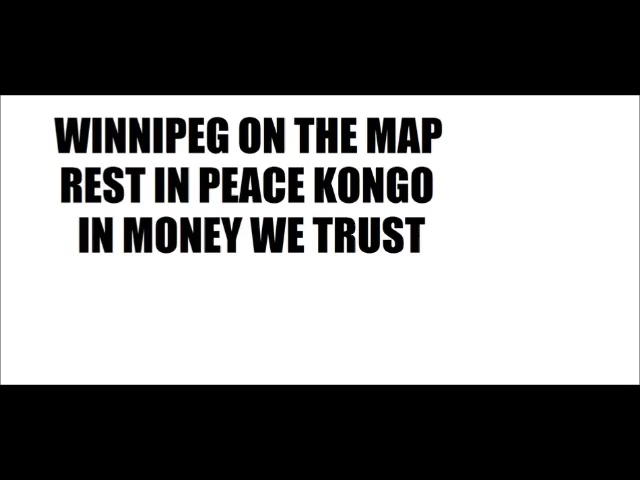 WINNIPEG ON THE MAP
REST IN PEACE KONGO
IN MONEY WE TRUST